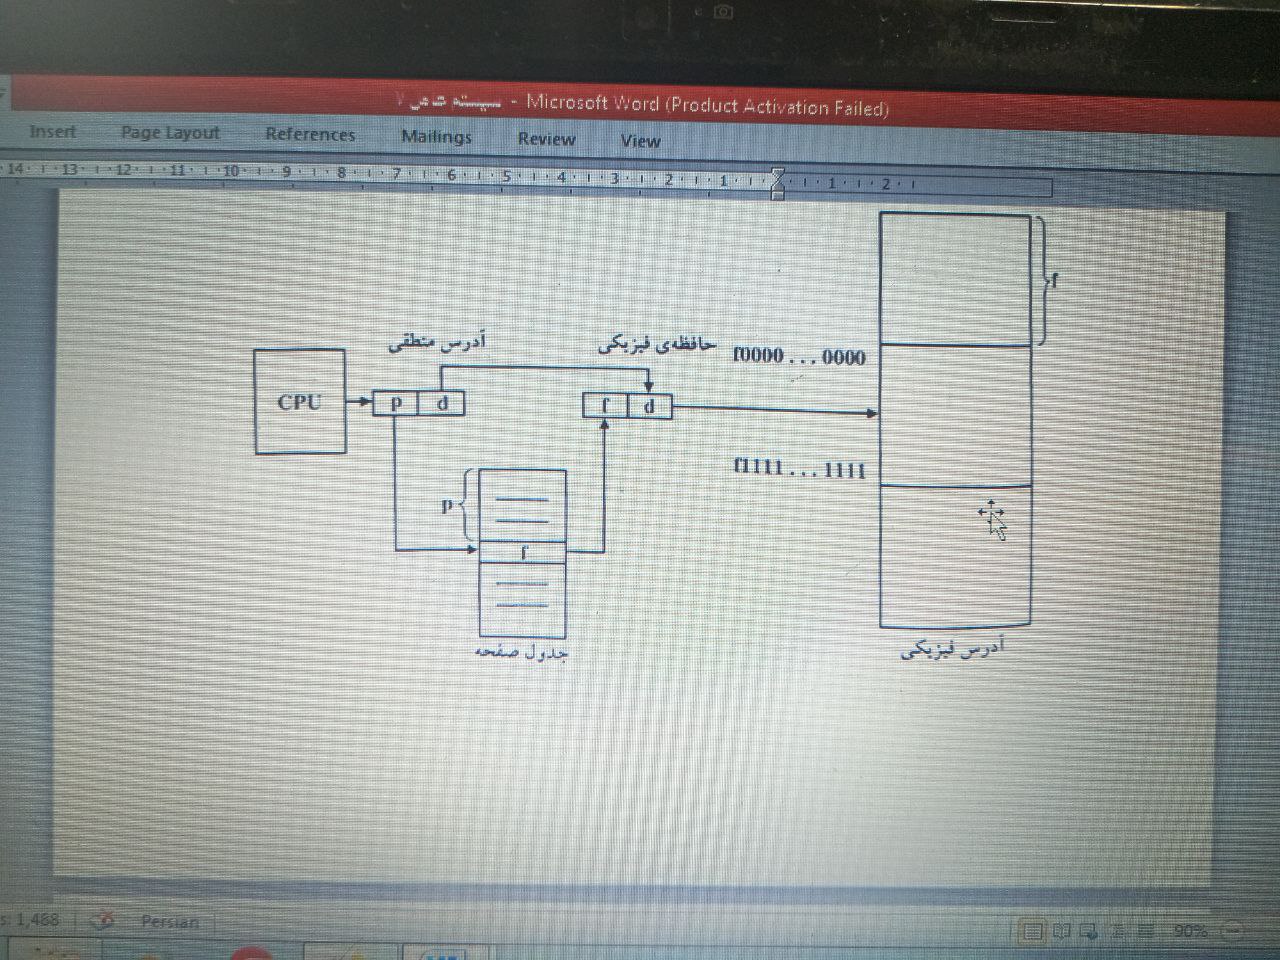 - Microsoft Word (Product Activation Failed)
Insert Page Layout References Mailings Review View
14 13 12 11 10 9 8 7 6 5 4 3 2 1 1 2
f
آدرس منطقی
حافظه‌ی فیزیکی
f0000 . . . 0000
CPU
p d
f d
f1111 . . . 1111
p
f
جدول صفحه
آدرس فیزیکی
1,468
Persian
90%